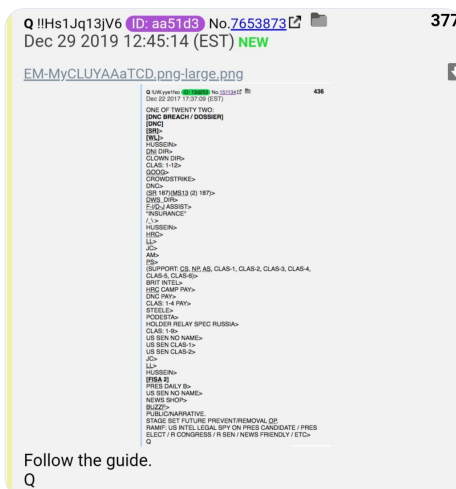 Q !!Hs1Jq13jV6 ID: aa51d3 No.7653873
377
Dec 29 2019 12:45:14 (EST) NEW
EM-MyCLUYAAaTCD.png-large.png
No.151134
436
Dec 22 2017 17:37:09 (EST)
ONE OF TWENTY TWO:
[DNC BREACH / DOSSIER]
[DNC]
[SR]>
[WL]>
HUSSEIN>
DNI DIR>
CLOWN DIR>
CLAS: 1-12>
GOOG>
CROWDSTRIKE>
DNC>
(SR 187)(MS13 (2) 187)>
DWS_DIR>
F-I/D-J ASSIST>
"INSURANCE"
/_\>
HUSSEIN>
HRC>
LL>
JC>
AM>
PS>
(SUPPORT: CS, NP, AS, CLAS-1, CLAS-2, CLAS-3, CLAS-4,
CLAS-5, CLAS-6)>
BRIT INTEL>
HRC CAMP PAY>
DNC PAY>
CLAS: 1-4 PAY>
STEELE>
PODESTA>
HOLDER RELAY SPEC RUSSIA>
CLAS: 1-9>
US SEN NO NAME>
US SEN CLAS-1>
US SEN CLAS-2>
JC>
LL>
HUSSEIN>
[FISA 2]
PRES DAILY B>
US SEN NO NAME>
NEWS SHOP>
BUZZF>
PUBLIC/NARRATIVE.
STAGE SET FUTURE PREVENT/REMOVAL OP.
RAMIF: US INTEL LEGAL SPY ON PRES CANDIDATE / PRES
ELECT / R CONGRESS / R SEN / NEWS FRIENDLY / ETC>
Q
Follow the guide.
Q